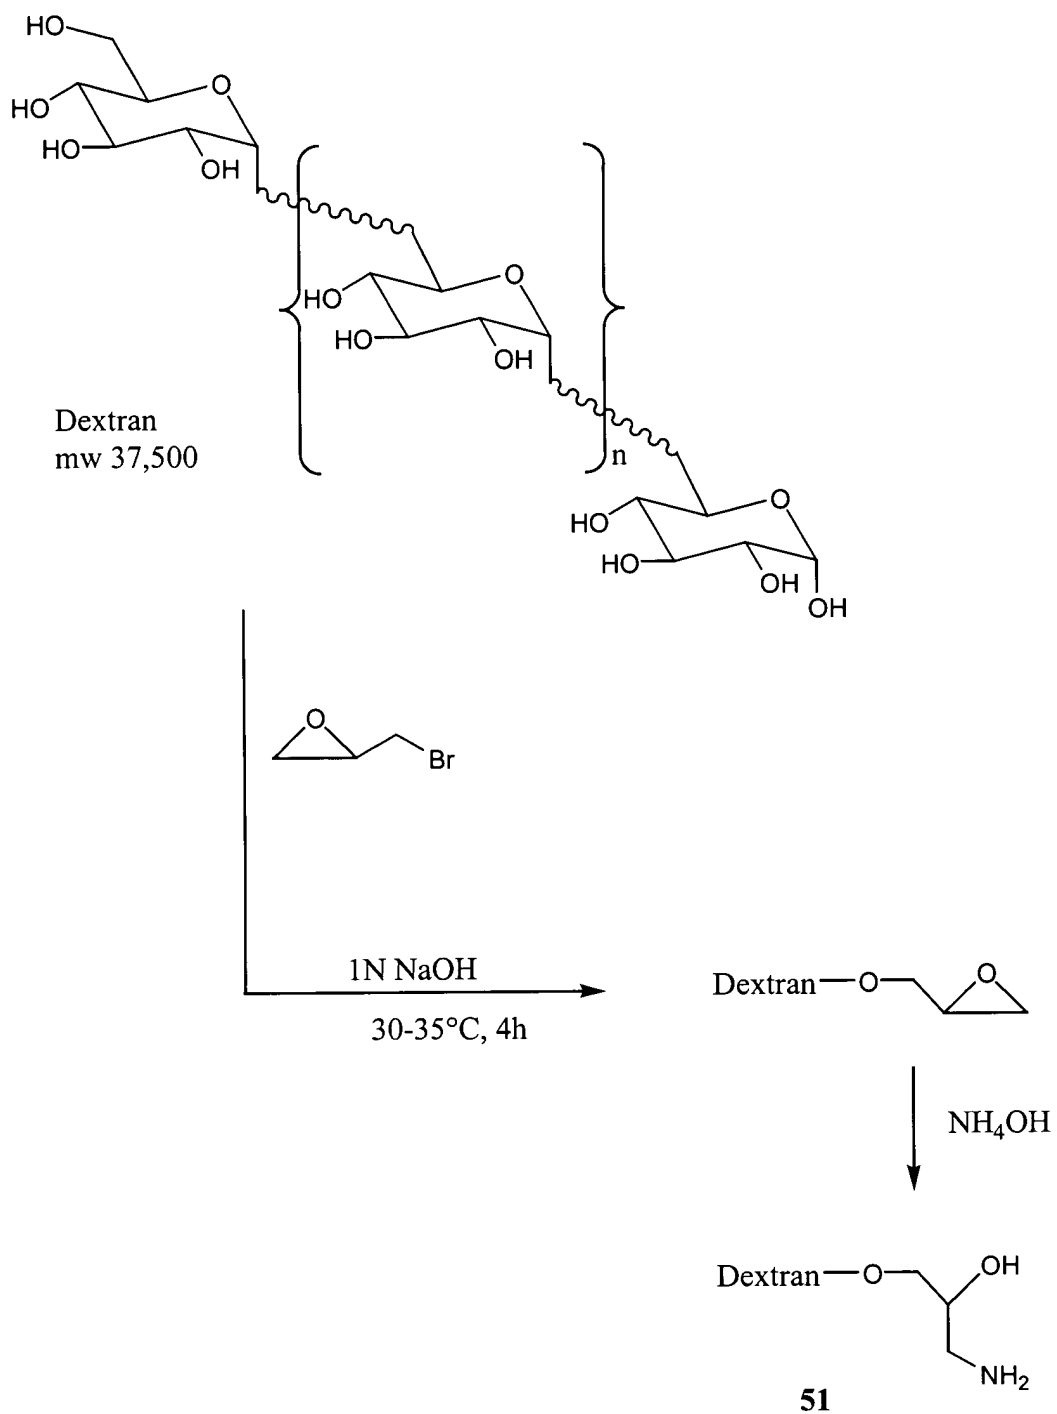 HO
O
HO
HO
OH
O
HO
HO
OH
Dextran
mw 37,500
n
O
HO
HO
OH
OH
O
Br
1N NaOH
30-35°C, 4h
Dextran O O
NH4OH
Dextran O OH
NH2
51